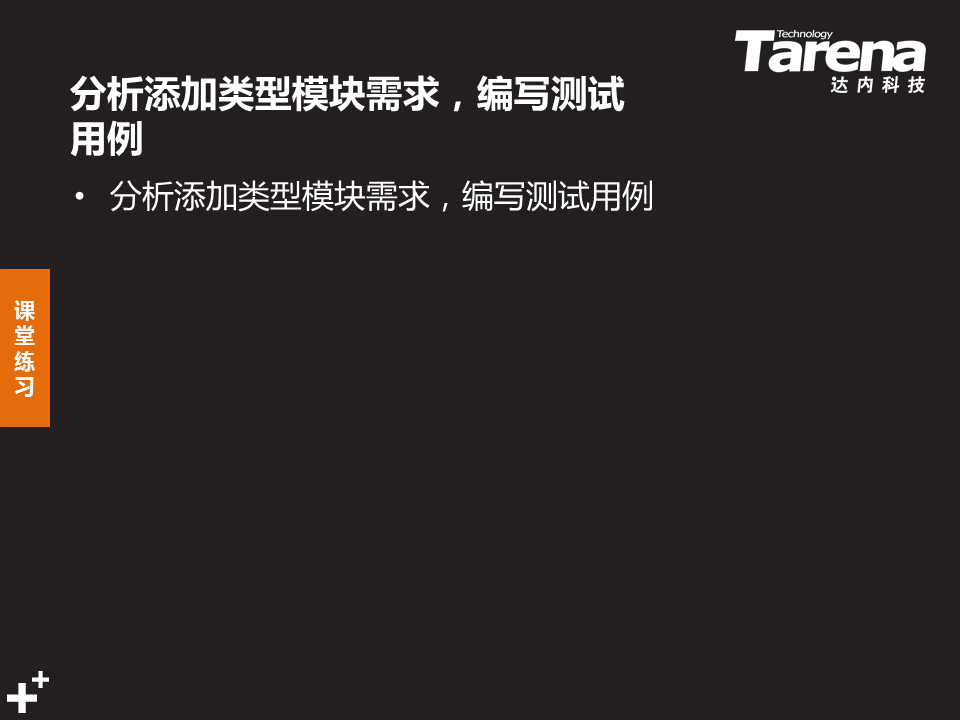 Technology
Tarena
达内科技
分析添加类型模块需求，编写测试
用例
• 分析添加类型模块需求，编写测试用例
课
堂
练
习